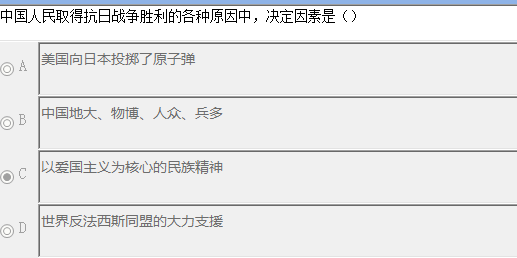 中国人民取得抗日战争胜利的各种原因中，决定因素是（）
A 美国向日本投掷了原子弹
B 中国地大、物博、人众、兵多
C 以爱国主义为核心的民族精神
D 世界反法西斯同盟的大力支援